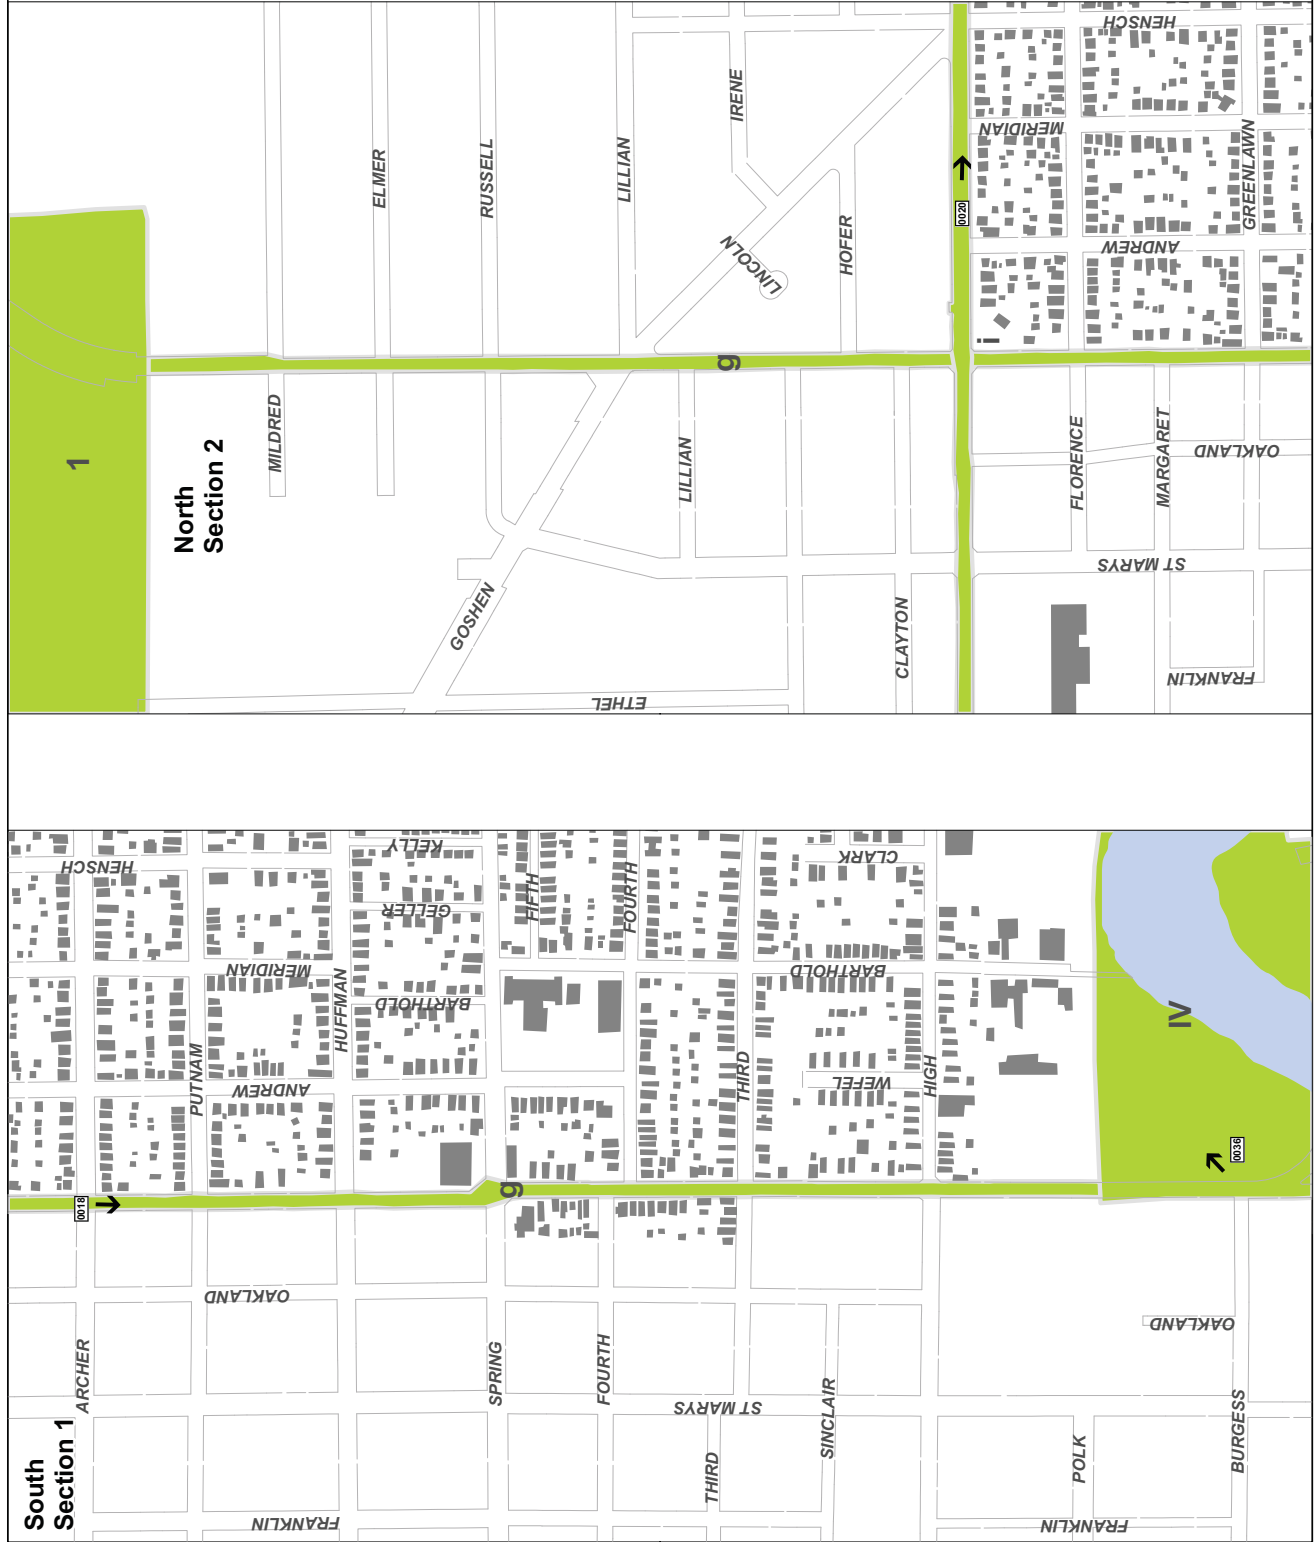 HENSCH
IRENE
ELMER
RUSSELL
LILLIAN
MERIDIAN
GREENLAWN
0020
LINCOLN
HOFER
ANDREW
g
1
North
Section 2
MILDRED
LILLIAN
FLORENCE
MARGARET
OAKLAND
ST MARYS
GOSHEN
CLAYTON
FRANKLIN
ETHEL
HENSCH
KELLY
CLARK
GELLER
FIFTH
FOURTH
MERIDIAN
BARTHOLD
HUFFMAN
BARTHOLD
IV
PUTNAM
ANDREW
THIRD
WEFEL
HIGH
0036
0018
g
OAKLAND
OAKLAND
ARCHER
SPRING
FOURTH
ST MARYS
SINCLAIR
South
Section 1
THIRD
POLK
BURGESS
FRANKLIN
FRANKLIN